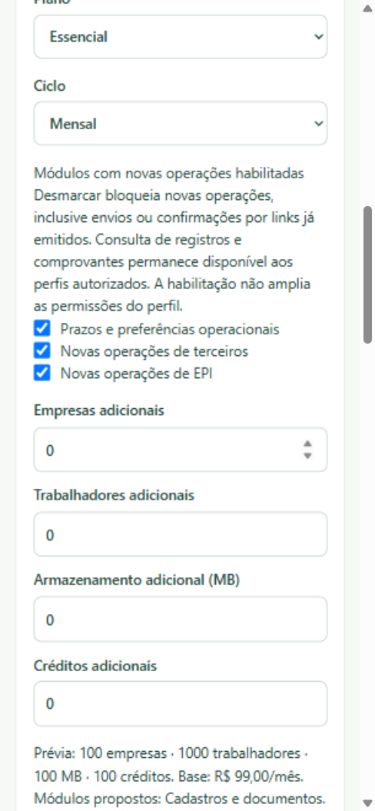 Plano
Essencial
Ciclo
Mensal
Módulos com novas operações habilitadas
Desmarcar bloqueia novas operações,
inclusive envios ou confirmações por links já
emitidos. Consulta de registros e
comprovantes permanece disponível aos
perfis autorizados. A habilitação não amplia
as permissões do perfil.
Prazos e preferências operacionais
Novas operações de terceiros
Novas operações de EPI
Empresas adicionais
0
Trabalhadores adicionais
0
Armazenamento adicional (MB)
0
Créditos adicionais
0
Prévia: 100 empresas · 1000 trabalhadores ·
100 MB · 100 créditos. Base: R$ 99,00/mês.
Módulos propostos: Cadastros e documentos.